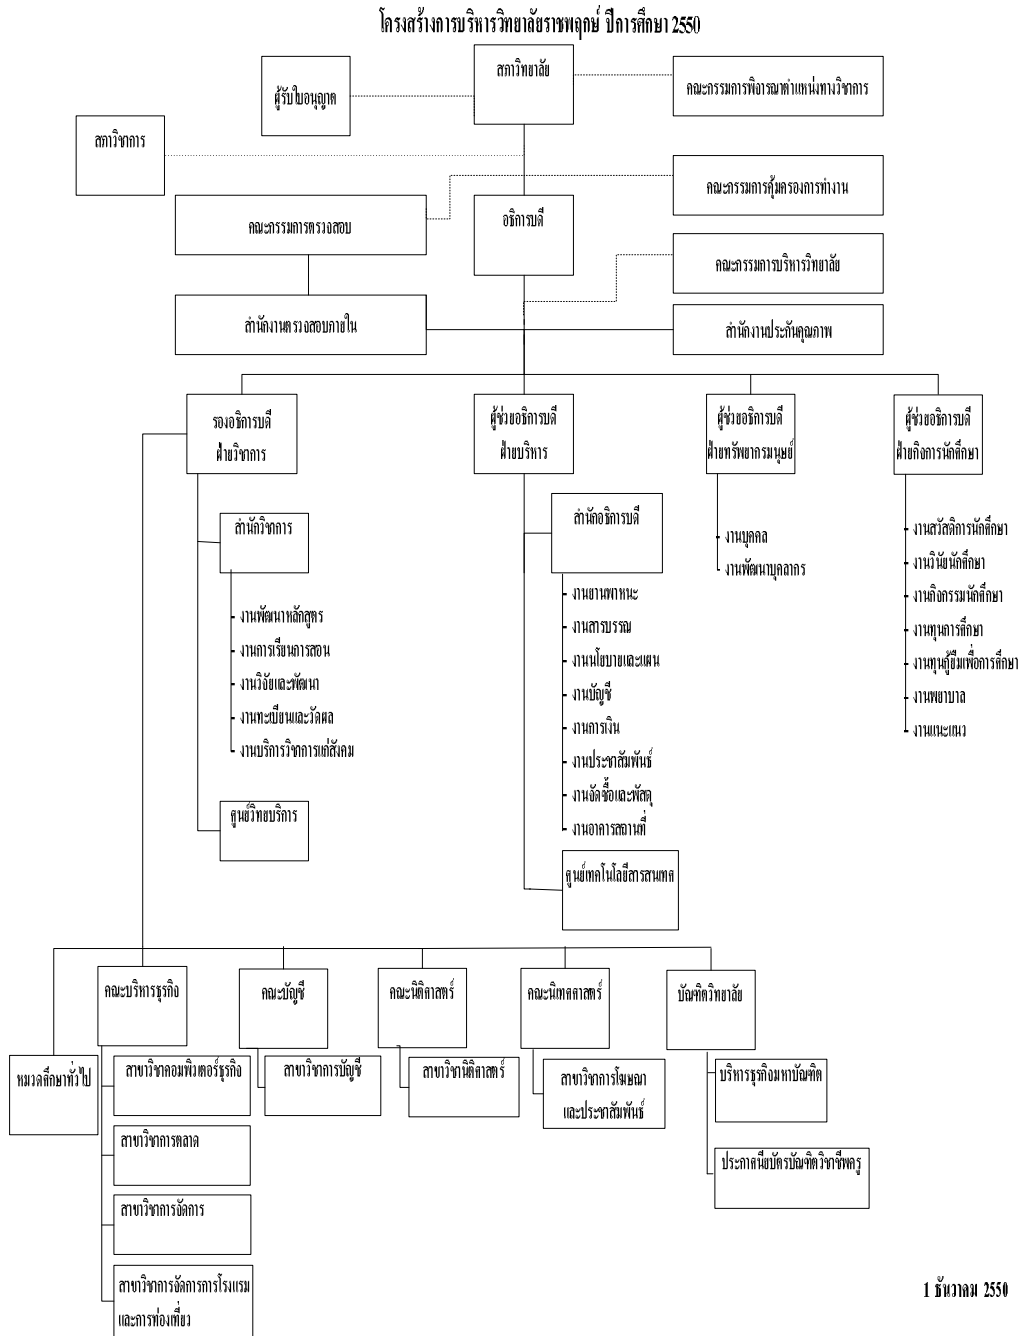 โครงสร้างการบริหารวิทยาลัยราชพฤกษ์ ปีการศึกษา 2550
สภาวิทยาลัย
ผู้รับใบอนุญาต
คณะกรรมการพิจารณาตำแหน่งทางวิชาการ
สภาวิชาการ
คณะกรรมการคุ้มครองการทำงาน
คณะกรรมการตรวจสอบ
อธิการบดี
คณะกรรมการบริหารวิทยาลัย
สำนักงานตรวจสอบภายใน
สำนักงานประกันคุณภาพ
รองอธิการบดี
ฝ่ายวิชาการ
ผู้ช่วยอธิการบดี
ฝ่ายบริหาร
ผู้ช่วยอธิการบดี
ฝ่ายทรัพยากรมนุษย์
ผู้ช่วยอธิการบดี
ฝ่ายกิจการนักศึกษา
สำนักวิชาการ
งานพัฒนาหลักสูตร
งานการเรียนการสอน
งานวิจัยและพัฒนา
งานทะเบียนและวัดผล
งานบริการวิชาการแก่สังคม
ศูนย์วิทยบริการ
สำนักอธิการบดี
งานยานพาหนะ
งานสารบรรณ
งานนโยบายและแผน
งานบัญชี
งานการเงิน
งานประชาสัมพันธ์
งานจัดซื้อและพัสดุ
งานอาคารสถานที่
ศูนย์เทคโนโลยีสารสนเทศ
งานบุคคล
งานพัฒนาบุคลากร
งานสวัสดิการนักศึกษา
งานวินัยนักศึกษา
งานกิจกรรมนักศึกษา
งานทุนการศึกษา
งานทุนกู้ยืมเพื่อการศึกษา
งานพยาบาล
งานแนะแนว
คณะบริหารธุรกิจ
คณะบัญชี
คณะนิติศาสตร์
คณะนิเทศศาสตร์
บัณฑิตวิทยาลัย
หมวดศึกษาทั่วไป
สาขาวิชาคอมพิวเตอร์ธุรกิจ
สาขาวิชาการบัญชี
สาขาวิชานิติศาสตร์
สาขาวิชาการโฆษณา
และประชาสัมพันธ์
บริหารธุรกิจมหาบัณฑิต
สาขาวิชาการตลาด
ประกาศนียบัตรบัณฑิตวิชาชีพครู
สาขาวิชาการจัดการ
สาขาวิชาการจัดการการโรงแรม
และการท่องเที่ยว
1 ธันวาคม 2550